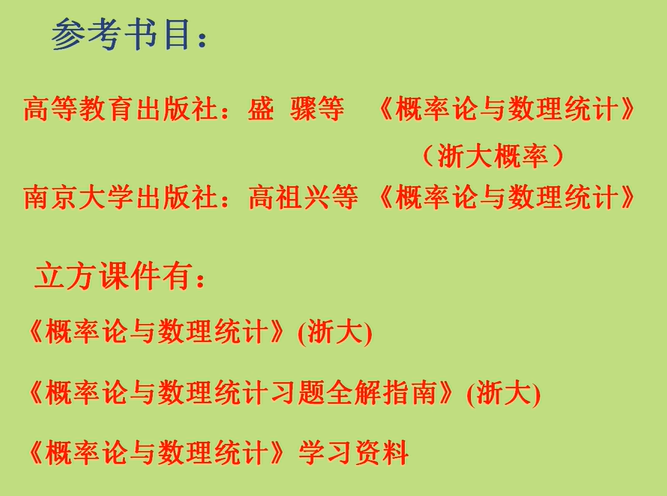 参考书目：
高等教育出版社：盛 骤等 《概率论与数理统计》
（浙大概率）
南京大学出版社：高祖兴等 《概率论与数理统计》
立方课件有：
《概率论与数理统计》(浙大)
《概率论与数理统计习题全解指南》(浙大)
《概率论与数理统计》学习资料